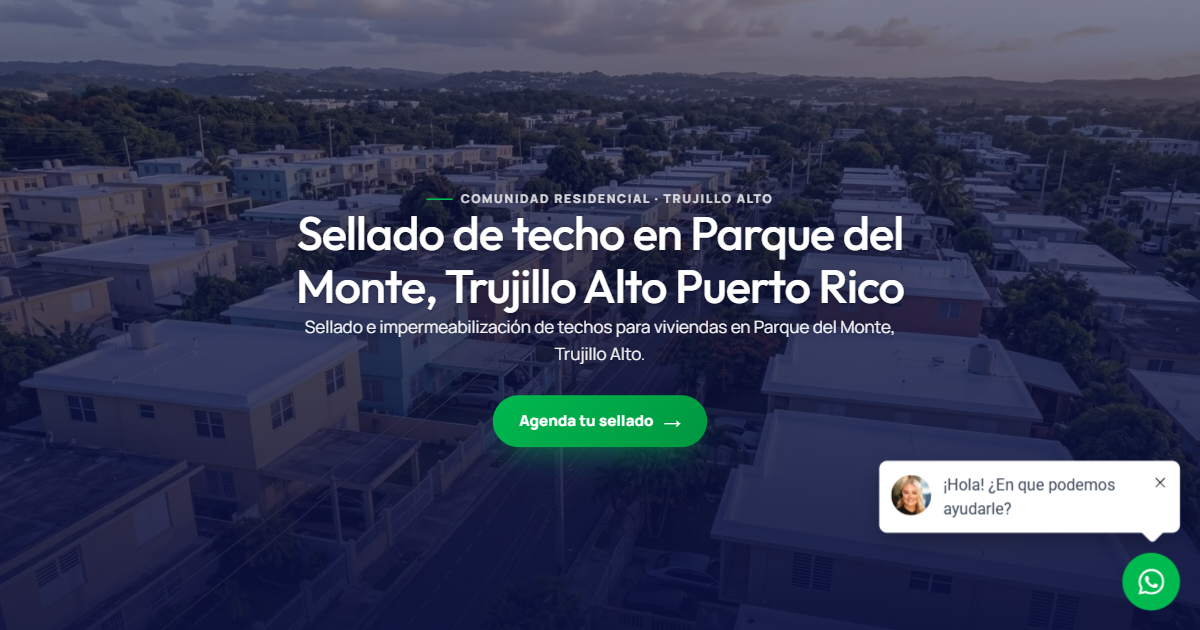 COMUNIDAD RESIDENCIAL · TRUJILLO ALTO
Sellado de techo en Parque del
Monte, Trujillo Alto Puerto Rico
Sellado e impermeabilización de techos para viviendas en Parque del Monte,
Trujillo Alto.
Agenda tu sellado →
¡Hola! ¿En que podemos
ayudarle?